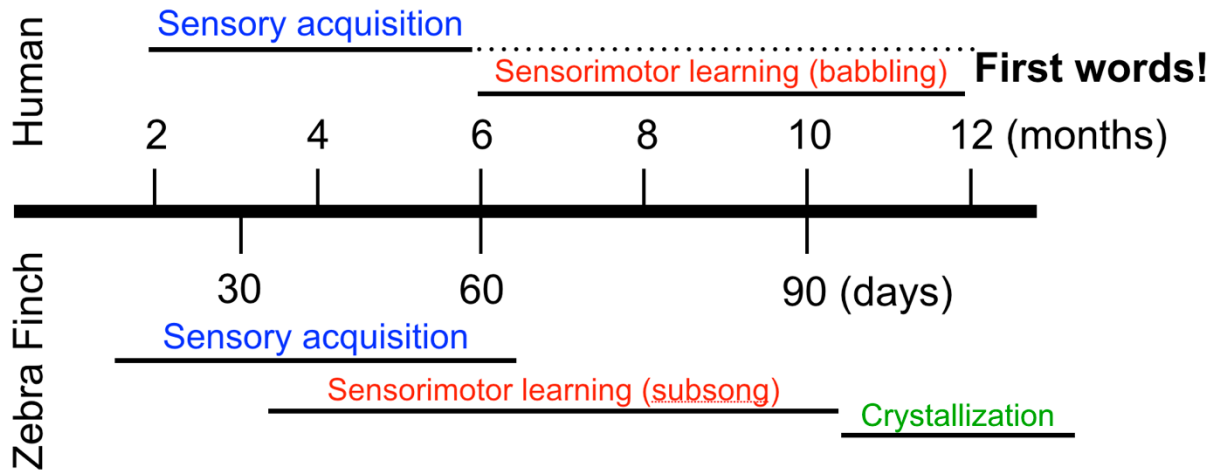 Human
Sensory acquisition
Sensorimotor learning (babbling) First words!
2 4 6 8 10 12 (months)
Zebra Finch
30 60 90 (days)
Sensory acquisition
Sensorimotor learning (subsong)
Crystallization